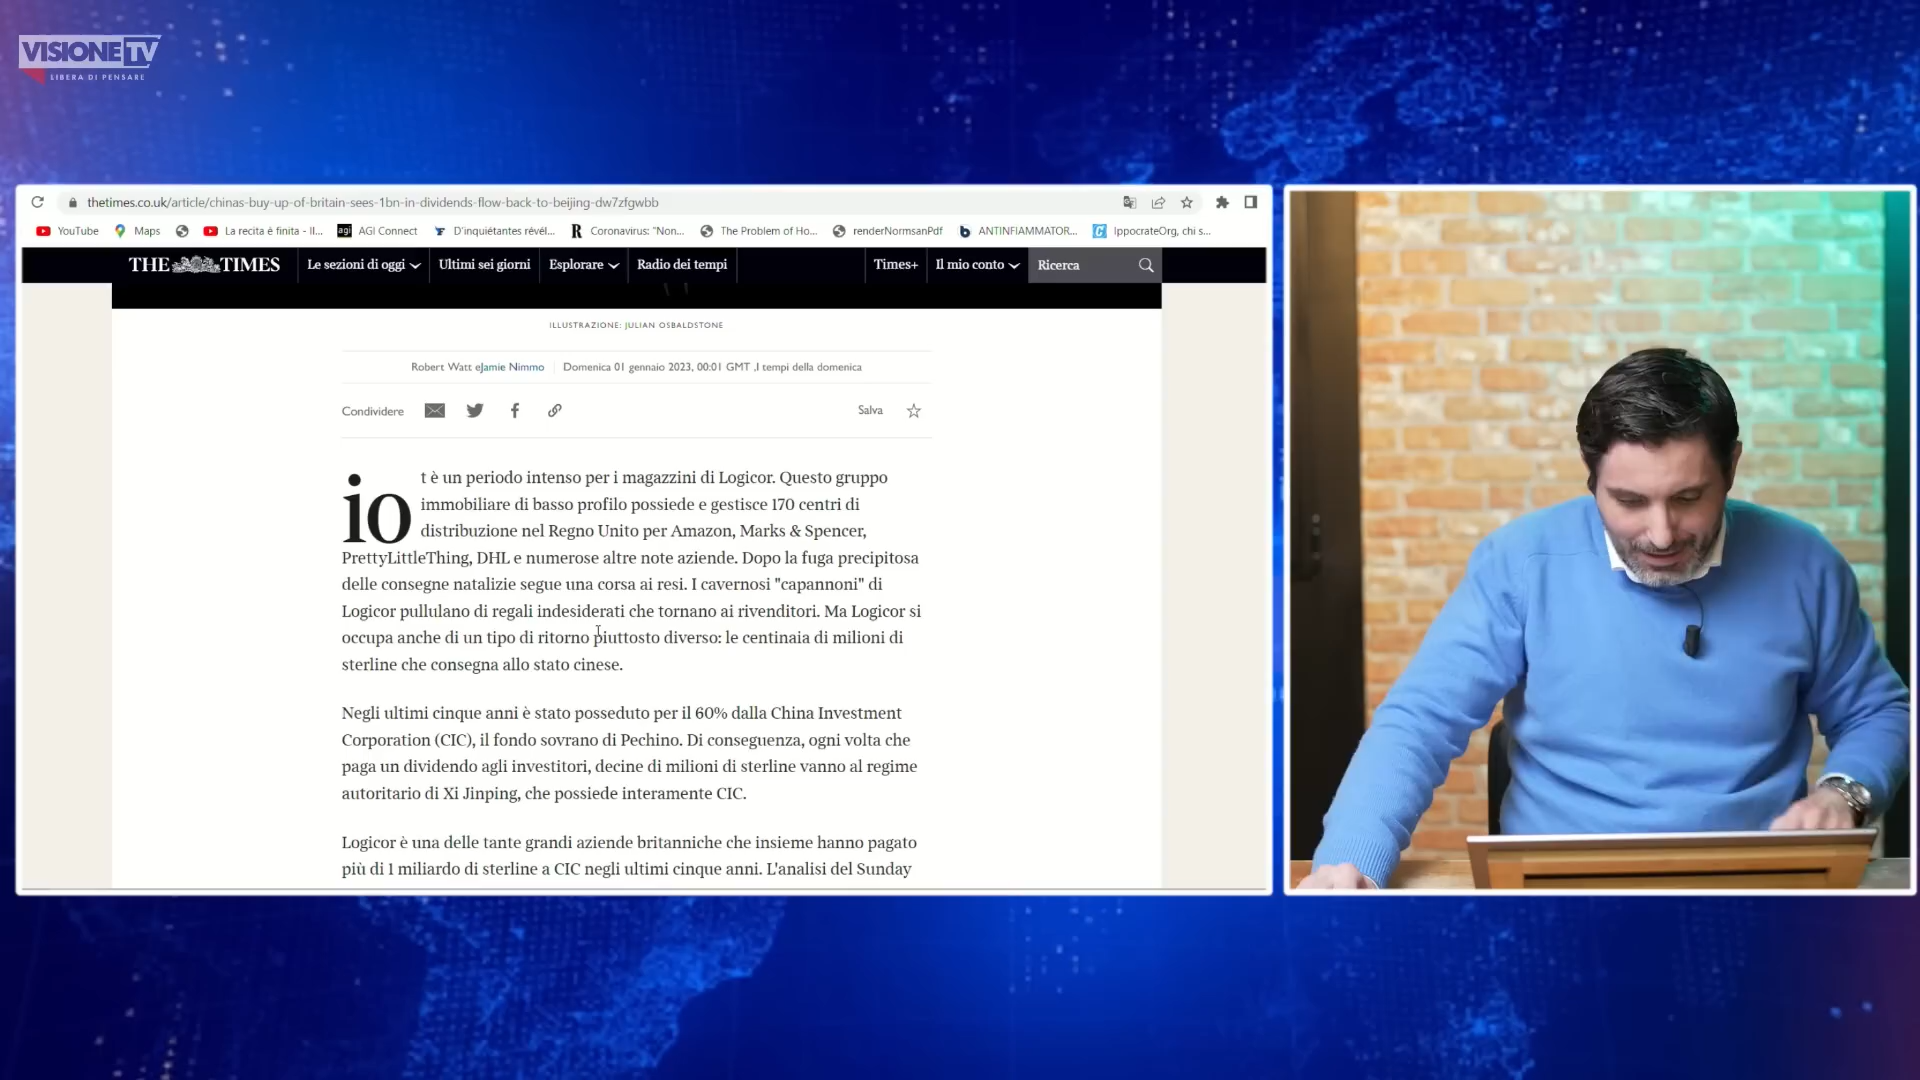 VISIONE TV
LIBERA DI PENSARE
thetimes.co.uk/article/chinas-buy-up-of-britain-sees-1bn-in-dividends-flow-back-to-beijing-dw7zfgwbb
YouTube Maps La recita è finita - Il... agi AGI Connect D'inquiétantes révél... R Coronavirus: "Non... The Problem of Ho... renderNormsanPdf b ANTINFIAMMATOR... IppocrateOrg, chi s...
THE TIMES Le sezioni di oggi Ultimi sei giorni Esplorare Radio dei tempi Times+ Il mio conto Ricerca
ILLUSTRAZIONE: JULIAN OSBALDSTONE
Robert Watt eJamie Nimmo Domenica 01 gennaio 2023, 00:01 GMT ,I tempi della domenica
Condividere Salva
io t è un periodo intenso per i magazzini di Logicor. Questo gruppo
immobiliare di basso profilo possiede e gestisce 170 centri di
distribuzione nel Regno Unito per Amazon, Marks & Spencer,
PrettyLittleThing, DHL e numerose altre note aziende. Dopo la fuga precipitosa
delle consegne natalizie segue una corsa ai resi. I cavernosi "capannoni" di
Logicor pullulano di regali indesiderati che tornano ai rivenditori. Ma Logicor si
occupa anche di un tipo di ritorno piuttosto diverso: le centinaia di milioni di
sterline che consegna allo stato cinese.
Negli ultimi cinque anni è stato posseduto per il 60% dalla China Investment
Corporation (CIC), il fondo sovrano di Pechino. Di conseguenza, ogni volta che
paga un dividendo agli investitori, decine di milioni di sterline vanno al regime
autoritario di Xi Jinping, che possiede interamente CIC.
Logicor è una delle tante grandi aziende britanniche che insieme hanno pagato
più di 1 miliardo di sterline a CIC negli ultimi cinque anni. L'analisi del Sunday